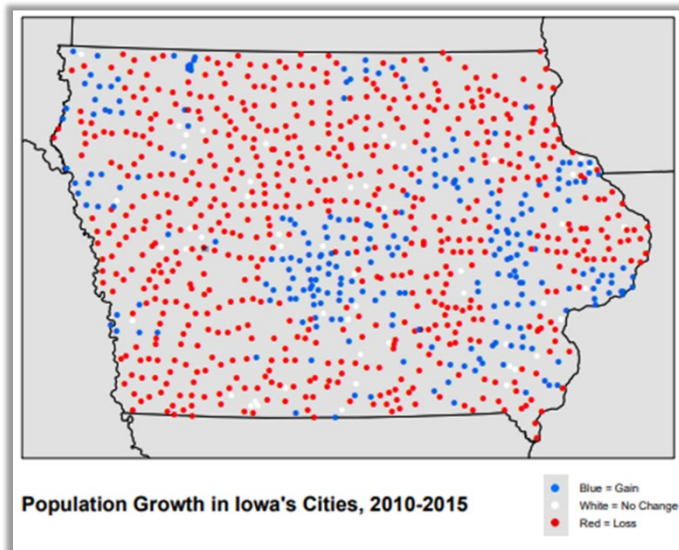 Population Growth in Iowa's Cities, 2010-2015
Blue = Gain
White = No Change
Red = Loss